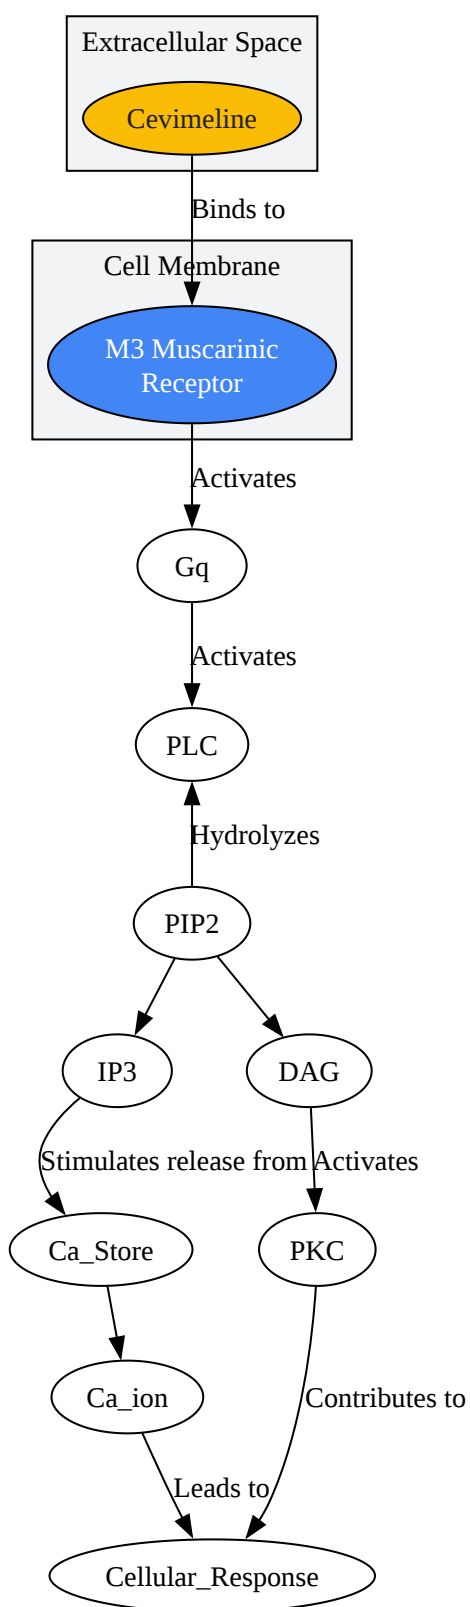 Extracellular Space
Cevimeline
Binds to
Cell Membrane
M3 Muscarinic
Receptor
Activates
Gq
Activates
PLC
Hydrolyzes
PIP2
IP3
DAG
Stimulates release from
Activates
Ca_Store
PKC
Ca_ion
Contributes to
Leads to
Cellular_Response